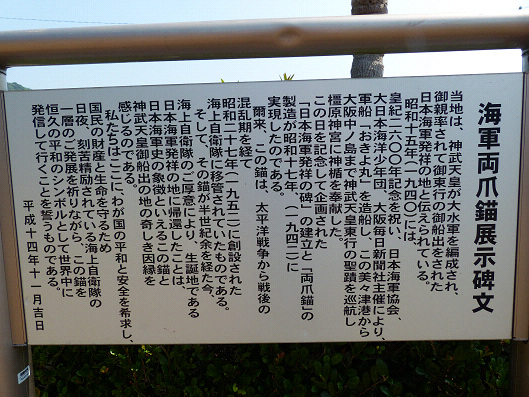 海軍両爪錨展示碑文
当地は、神武天皇が大水軍を編成され、
御親率されて御東行の御船出をされた
日本海軍発祥の地と伝えられている。
昭和十五年（一九四〇）には、
皇紀二六〇〇年記念を祝い、日本海軍協会、
大日本海洋少年団、大阪毎日新聞社主催により、
軍船「おきよ丸」を造船し、この美々津港から
大阪中ノ島まで神武天皇東行の聖蹟を巡航し
橿原神宮に神楯を奉献した。
この日を記念して企画された
「日本海軍発祥の碑」の建立と「両爪錨」の
製造が昭和十七年（一九四二）に
実現したのである。
爾来、この錨は、太平洋戦争から戦後の
混乱期を経て
昭和二十七年（一九五二）に創設された
海上自衛隊に移管されていたものである。
そして、その錨が半世紀余を経た今、
海上自衛隊のご厚意により、生誕地である
日本海軍発祥の地に帰還したことは、
日本海軍史の象徴といえるこの錨と
神武天皇御船出の地の奇しき因縁を
感じるのである。
私たちはここに、わが国の平和と安全を希求し、
国民の財産・生命を守るため
日夜、刻苦精励されている海上自衛隊の
一層のご発展を祈りながら、この錨を
恒久の平和のシンボルとして世界中に
発信して行くことを誓うものである。
平成十四年十一月吉日